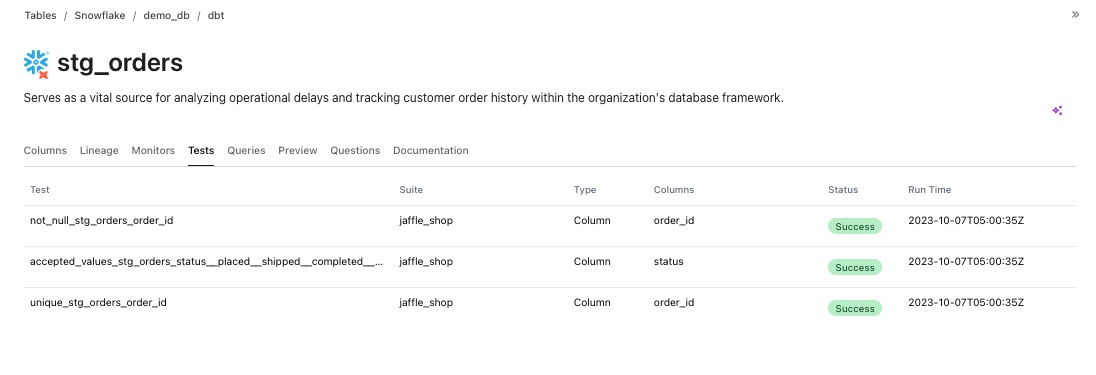 Tables / Snowflake / demo_db / dbt
stg_orders
Serves as a vital source for analyzing operational delays and tracking customer order history within the organization's database framework.
Columns Lineage Monitors Tests Queries Preview Questions Documentation
Test Suite Type Columns Status Run Time
not_null_stg_orders_order_id jaffle_shop Column order_id Success 2023-10-07T05:00:35Z
accepted_values_stg_orders_status__placed__shipped__completed__... jaffle_shop Column status Success 2023-10-07T05:00:35Z
unique_stg_orders_order_id jaffle_shop Column order_id Success 2023-10-07T05:00:35Z